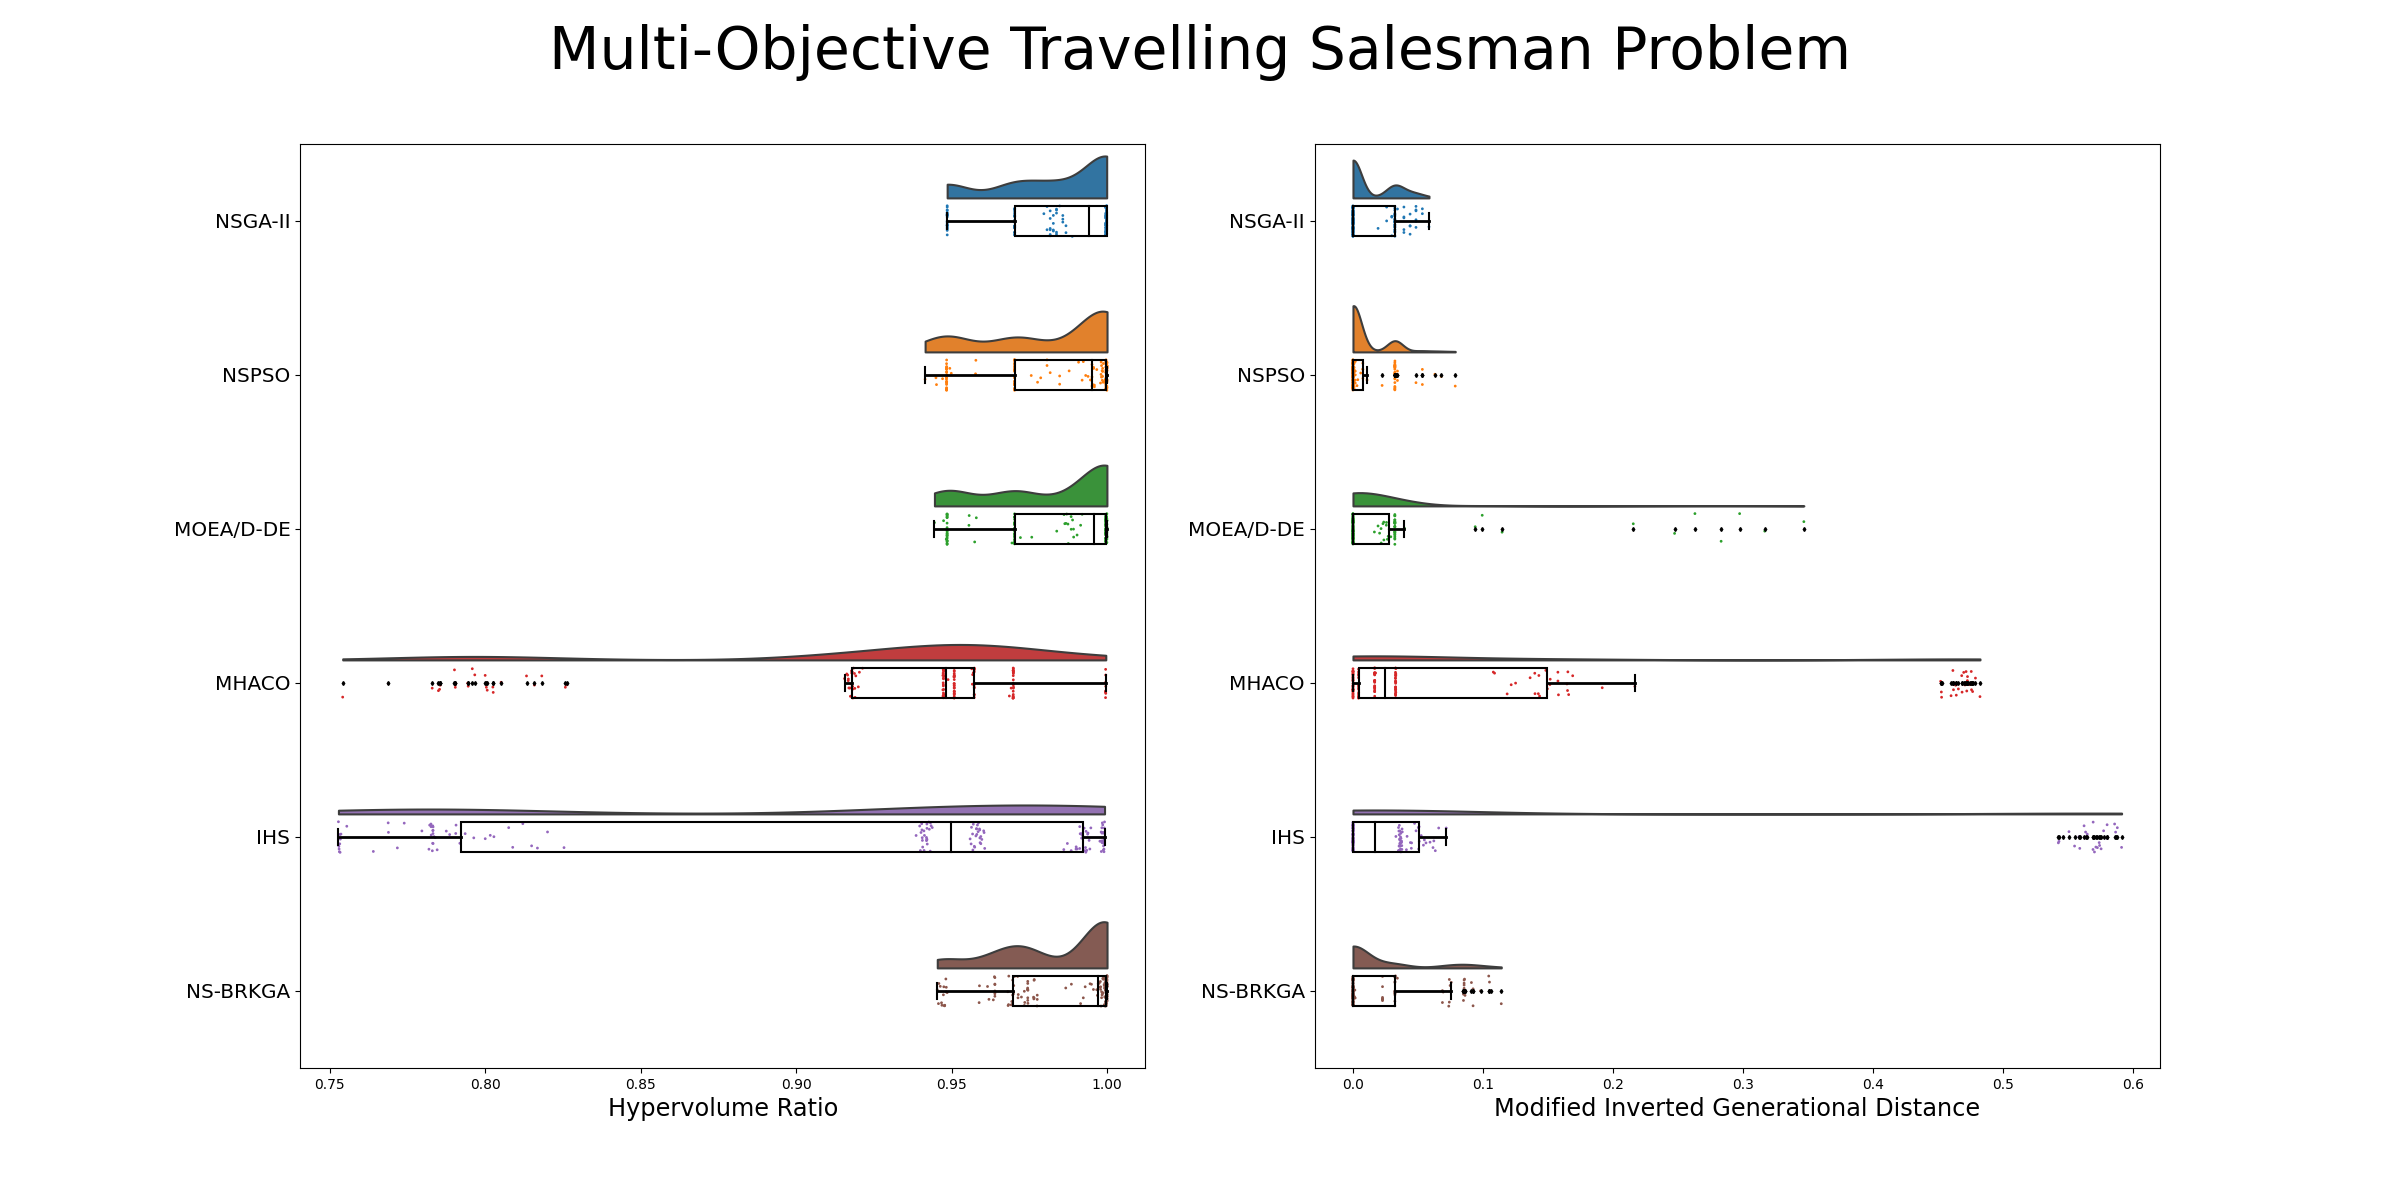 Multi-Objective Travelling Salesman Problem
NSGA-II
NSPSO
MOEA/D-DE
MHACO
IHS
NS-BRKGA
0.75 0.80 0.85 0.90 0.95 1.00
Hypervolume Ratio
NSGA-II
NSPSO
MOEA/D-DE
MHACO
IHS
NS-BRKGA
0.0 0.1 0.2 0.3 0.4 0.5 0.6
Modified Inverted Generational Distance